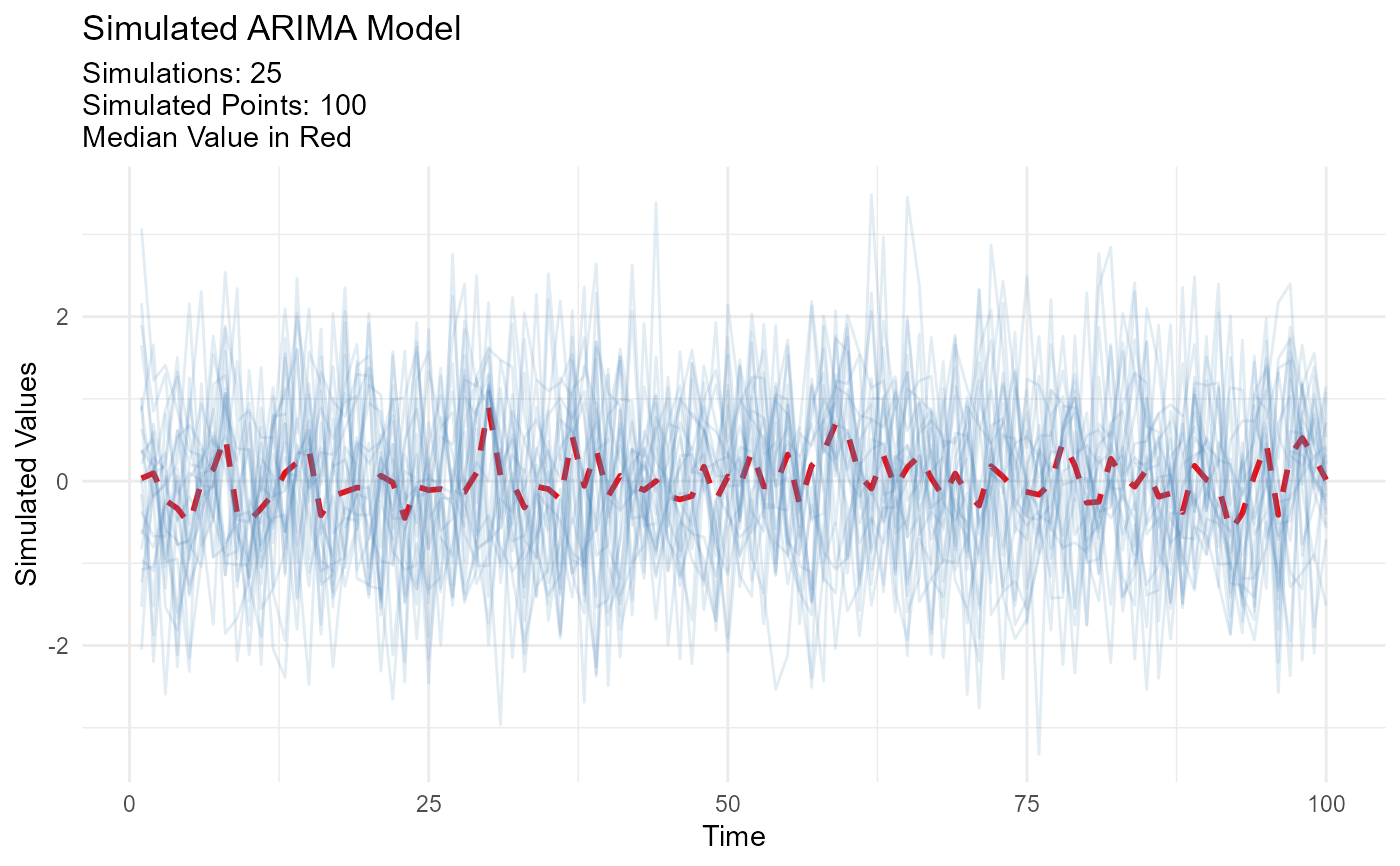 Simulated ARIMA Model
Simulations: 25
Simulated Points: 100
Median Value in Red
Simulated Values
2
0
-2
0
25
50
75
100
Time